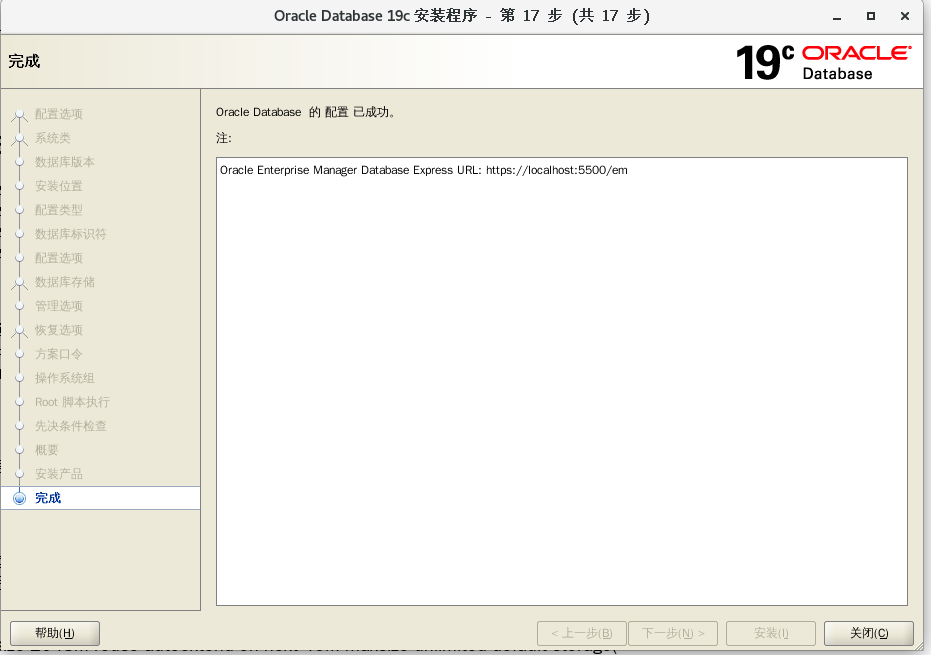 Oracle Database 19c 安装程序 - 第 17 步 (共 17 步)
完成
19c ORACLE Database
配置选项
系统类
数据库版本
安装位置
配置类型
数据库标识符
配置选项
数据库存储
管理选项
恢复选项
方案口令
操作系统组
Root 脚本执行
先决条件检查
概要
安装产品
完成
Oracle Database 的 配置 已成功。
注:
Oracle Enterprise Manager Database Express URL: https://localhost:5500/em
帮助(H)
< 上一步(B)
下一步(N) >
安装(I)
关闭(C)